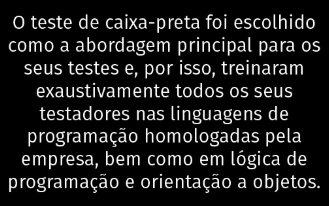 O teste de caixa-preta foi escolhido
como a abordagem principal para os
seus testes e, por isso, treinaram
exaustivamente todos os seus
testadores nas linguagens de
programação homologadas pela
empresa, bem como em lógica de
programação e orientação a objetos.